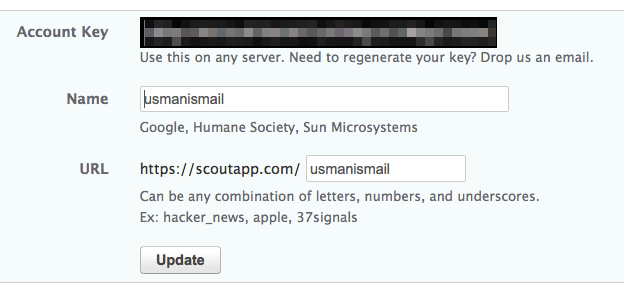 Account Key
Use this on any server. Need to regenerate your key? Drop us an email.
Name usmanismail
Google, Humane Society, Sun Microsystems
URL https://scoutapp.com/ usmanismail
Can be any combination of letters, numbers, and underscores.
Ex: hacker_news, apple, 37signals
Update